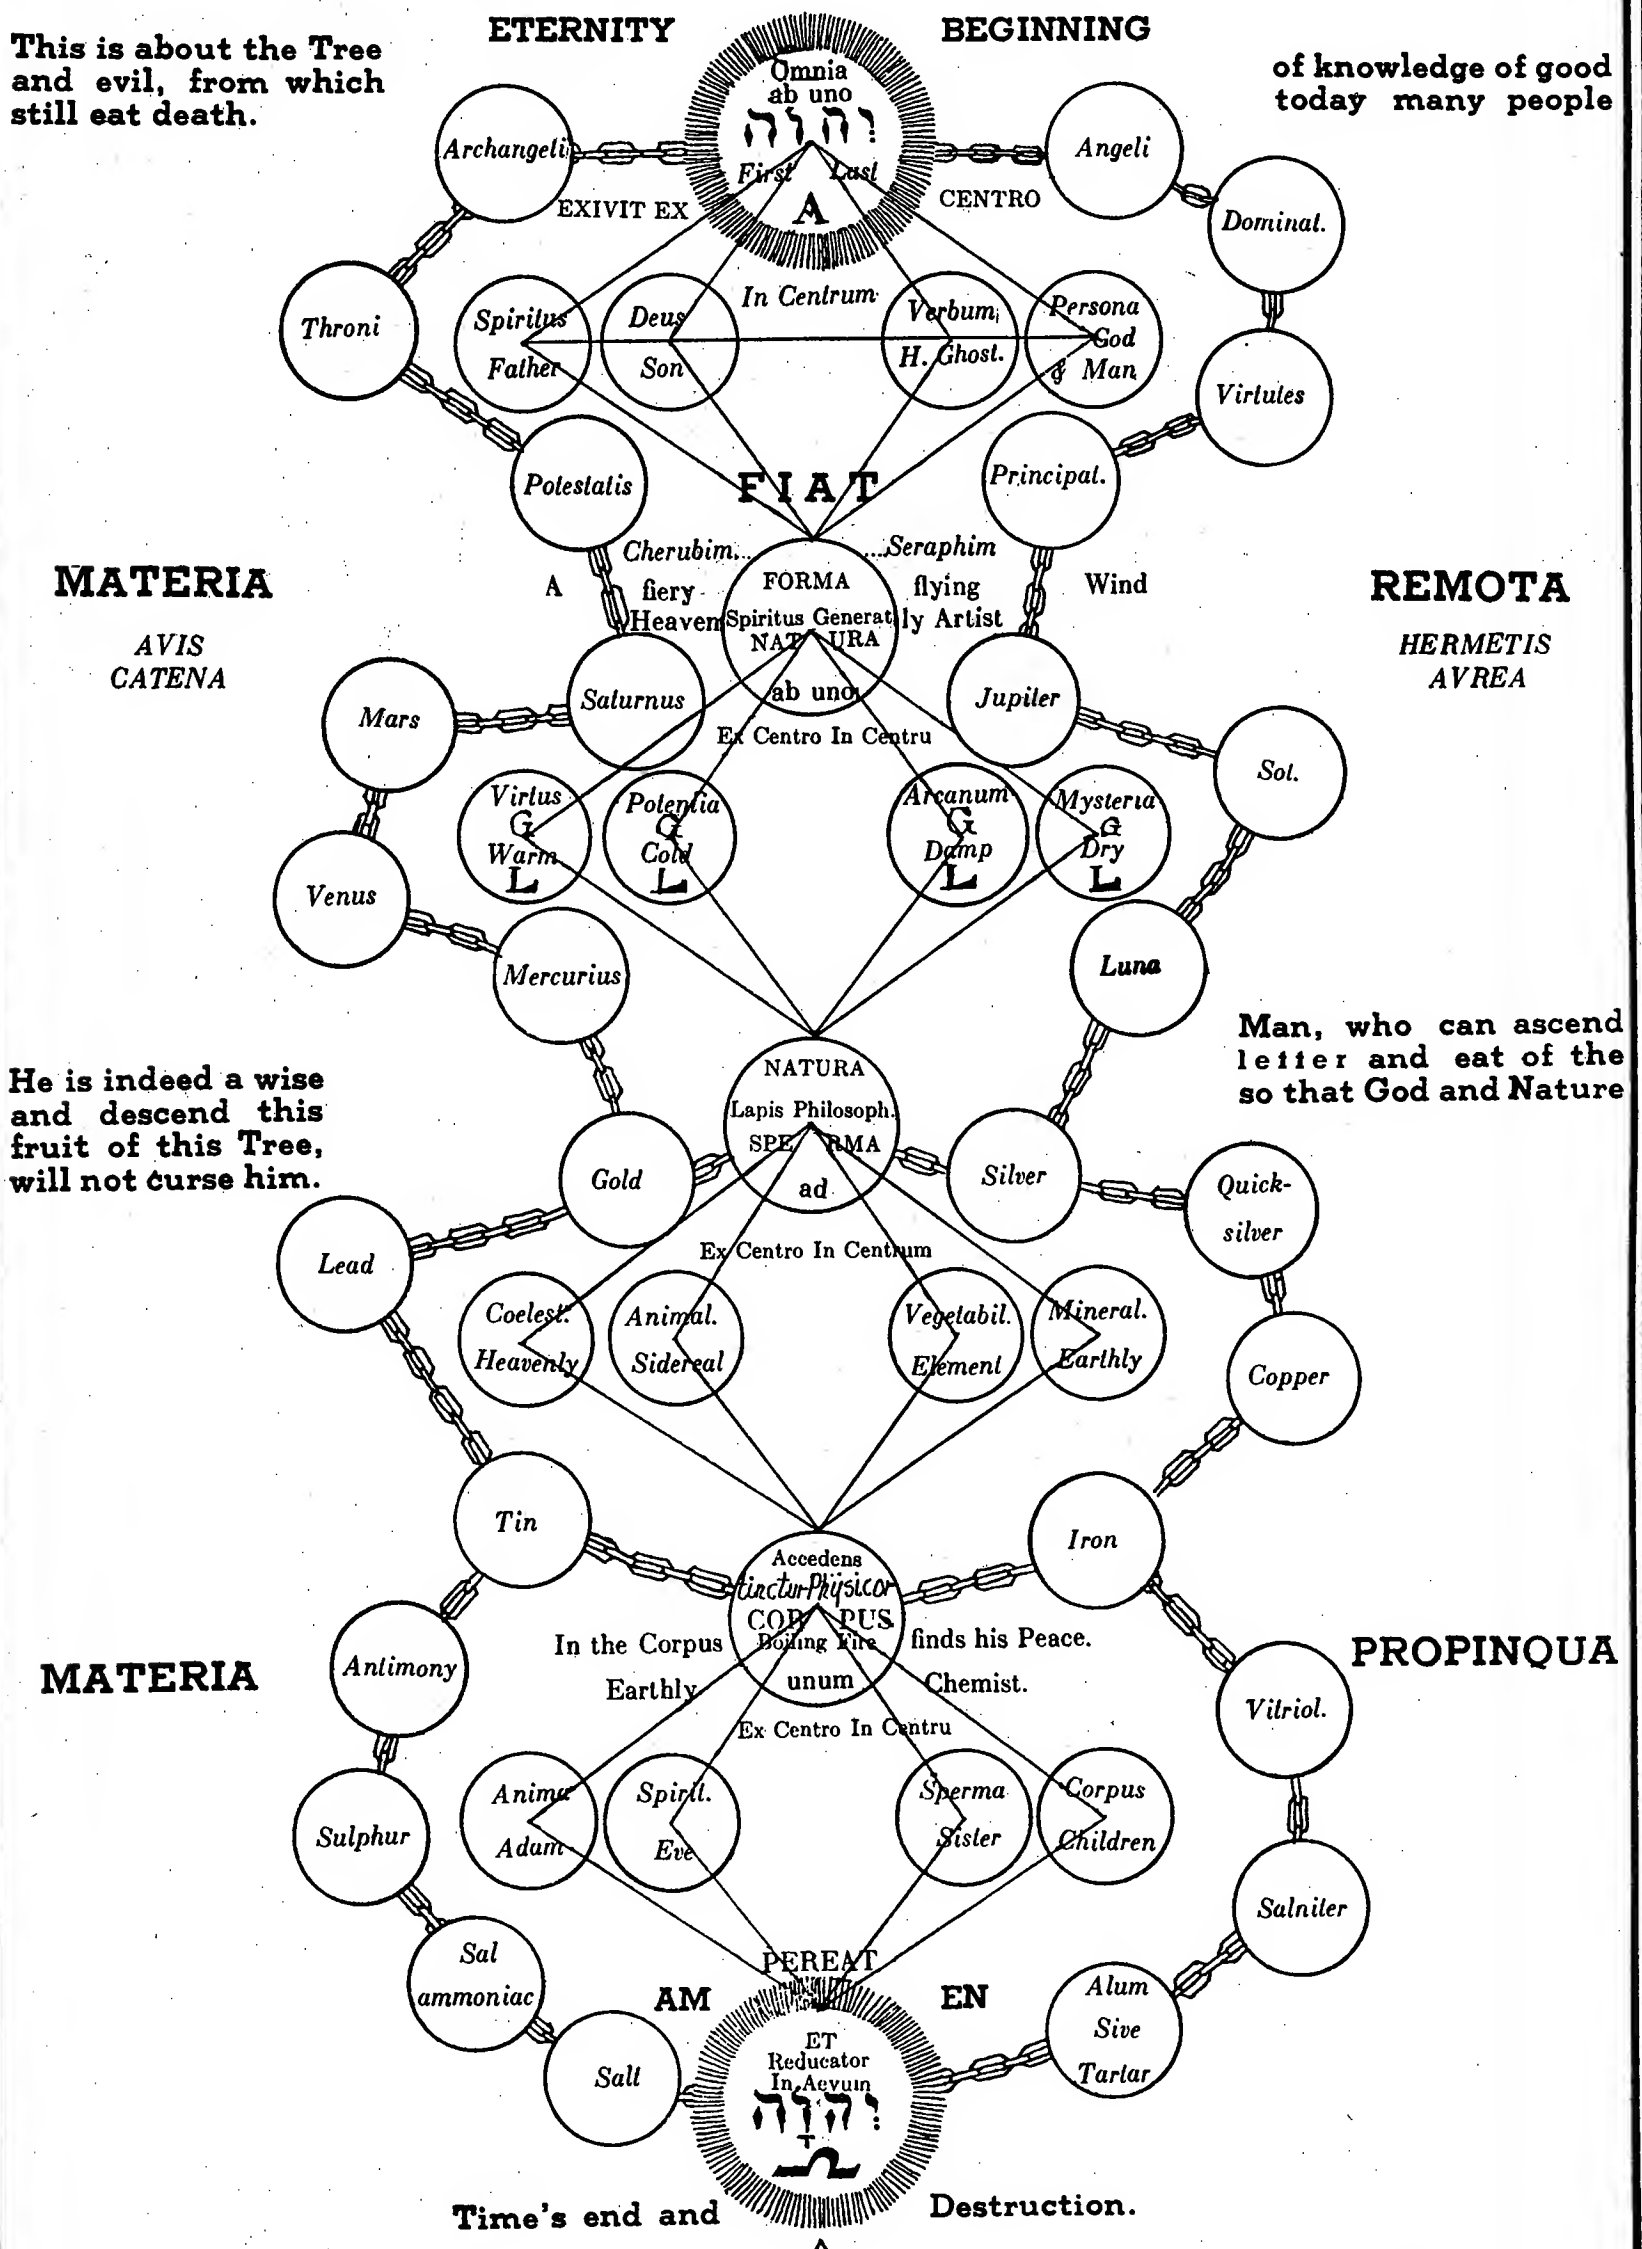 ETERNITY
BEGINNING
This is about the Tree
and evil, from which
still eat death.
of knowledge of good
today many people
Omnia
ab uno
יהוה
First Last
A
Archangeli
Angeli
EXIVIT EX
CENTRO
Dominat.
Throni
In Centrum
Spiritus
Father
Deus
Son
Verbum
H. Ghost.
Persona
God
& Man
Virtutes
Potestatis
Principat.
FIAT
Cherubim...
...Seraphim
MATERIA
REMOTA
A
fiery
FORMA
flying
Wind
Heaven
Spiritus Generat
ly Artist
NATURA
ab uno
AVIS
CATENA
HERMETIS
AVREA
Mars
Saturnus
Jupiter
Sol.
Ex Centro In Centru
Virtus
G
Warm
L
Potentia
G
Cold
L
Arcanum
G
Damp
L
Mysteria
G
Dry
L
Venus
Mercurius
Luna
He is indeed a wise
and descend this
fruit of this Tree,
will not curse him.
Man, who can ascend
letter and eat of the
so that God and Nature
NATURA
Lapis Philosoph.
SPERMA
ad
Gold
Silver
Quick-
silver
Lead
Ex Centro In Centrum
Coelest.
Heavenly
Animal.
Sidereal
Vegetabil.
Element
Mineral.
Earthly
Copper
Tin
Iron
Accedens
tinctur Physicor
CORPUS
Boiling Fire
unum
In the Corpus
finds his Peace.
Earthly
Chemist.
MATERIA
PROPINQUA
Antimony
Vitriol.
Ex Centro In Centru
Anima
Adam
Spirit.
Eve
Sperma
Sister
Corpus
Children
Sulphur
Salniter
PEREAT
AM
EN
Sal
ammoniac
Alum
Sive
Tartar
Salt
ET
Reducator
In Aevum
יהוה
Ω
Time's end and
Destruction.